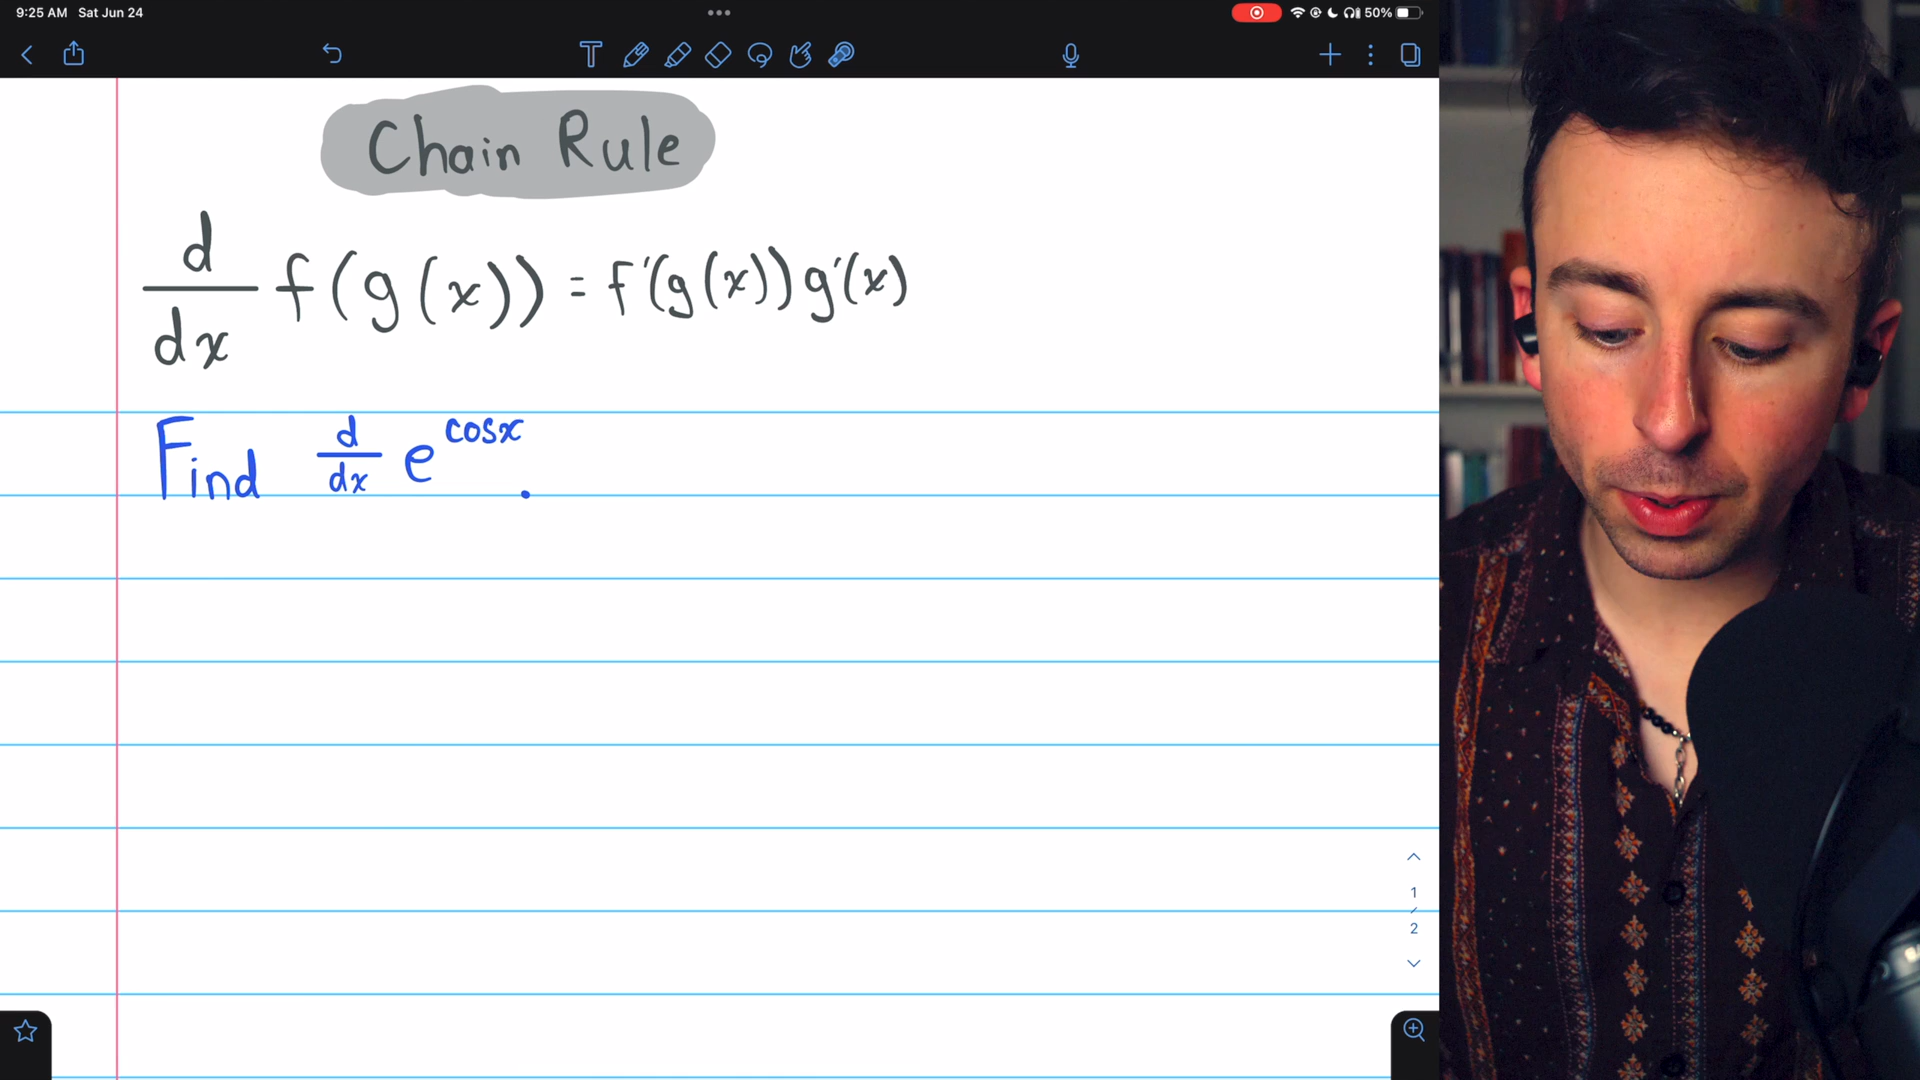 9:25 AM Sat Jun 24
50%
Chain Rule
d/dx f(g(x)) = f'(g(x))g'(x)
Find d/dx e^cosx.
1
/
2